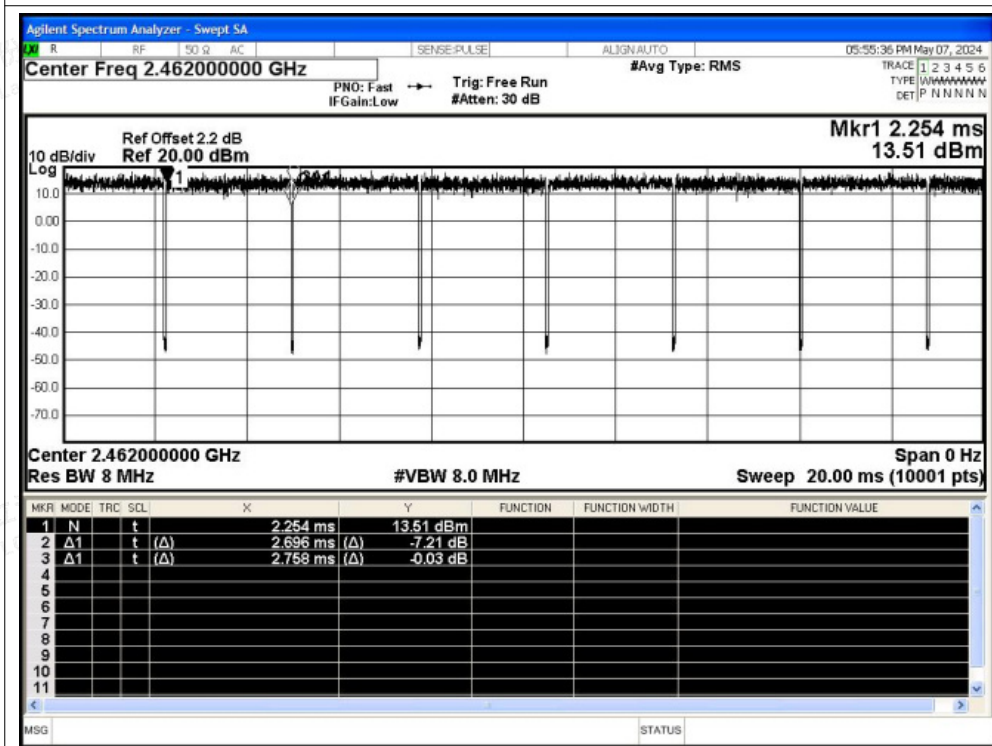 Agilent Spectrum Analyzer - Swept SA
R RF 50 Ω AC SENSE:PULSE ALIGN AUTO 05:55:36 PM May 07, 2024
Center Freq 2.462000000 GHz
#Avg Type: RMS
TRACE 1 2 3 4 5 6
PNO: Fast Trig: Free Run
TYPE
IFGain:Low #Atten: 30 dB
DET P N N N N N
Mkr1 2.254 ms
Ref Offset 2.2 dB
10 dB/div Ref 20.00 dBm 13.51 dBm
Log
1
10.0
0.00
-10.0
-20.0
-30.0
-40.0
-50.0
-60.0
-70.0
Center 2.462000000 GHz Span 0 Hz
Res BW 8 MHz #VBW 8.0 MHz Sweep 20.00 ms (10001 pts)
MKR MODE TRC SCL X Y FUNCTION FUNCTION WIDTH FUNCTION VALUE
1 N t 2.254 ms 13.51 dBm
2 Δ1 t (Δ) 2.696 ms (Δ) -7.21 dB
3 Δ1 t (Δ) 2.758 ms (Δ) -0.03 dB
4
5
6
7
8
9
10
11
MSG STATUS